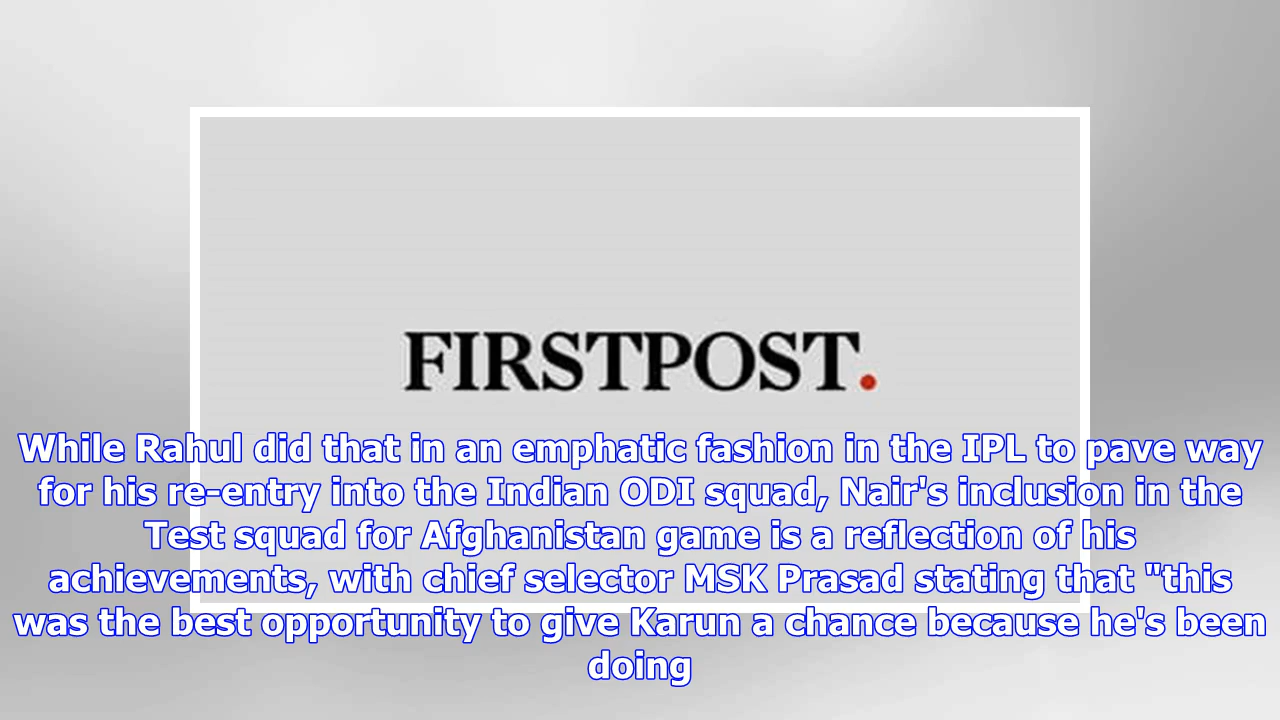 FIRSTPOST.
While Rahul did that in an emphatic fashion in the IPL to pave way
for his re-entry into the Indian ODI squad, Nair's inclusion in the
Test squad for Afghanistan game is a reflection of his
achievements, with chief selector MSK Prasad stating that "this
was the best opportunity to give Karun a chance because he's been
doing